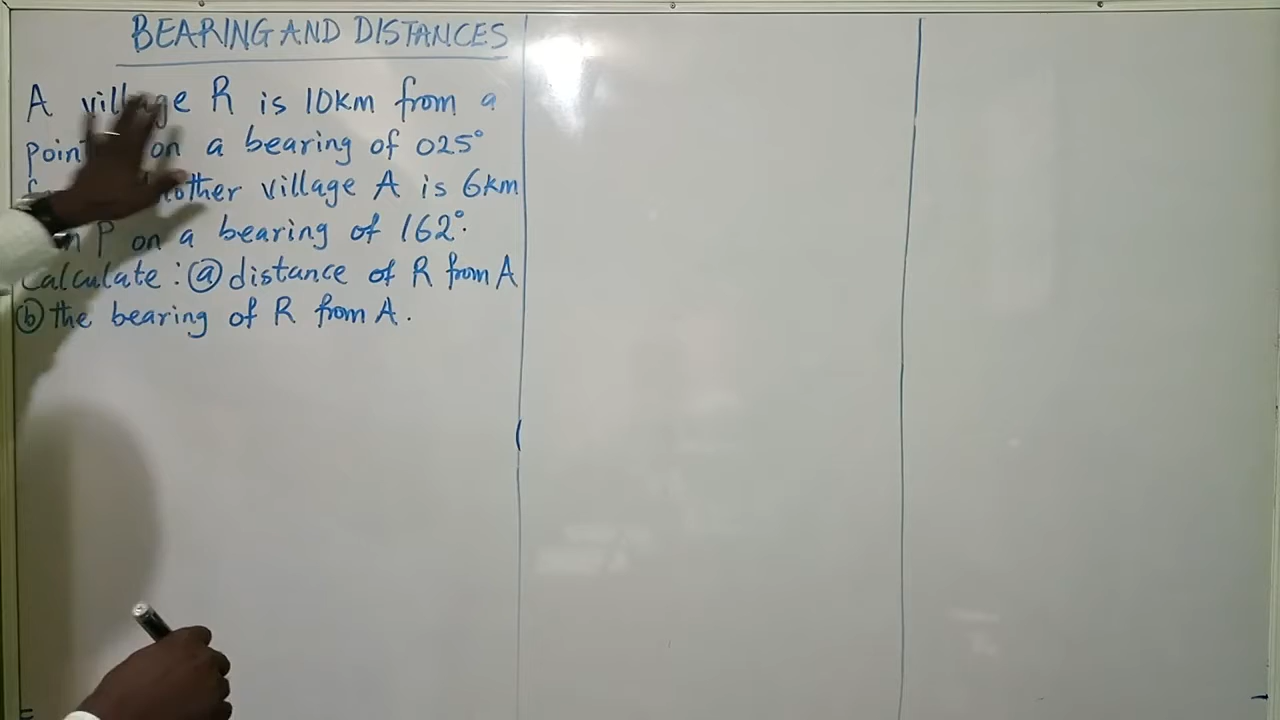 BEARING AND DISTANCES
A village R is 10km from a
point on a bearing of 025°
another village A is 6km
P on a bearing of 162°.
Calculate : ⓐ distance of R from A
ⓑ the bearing of R from A.